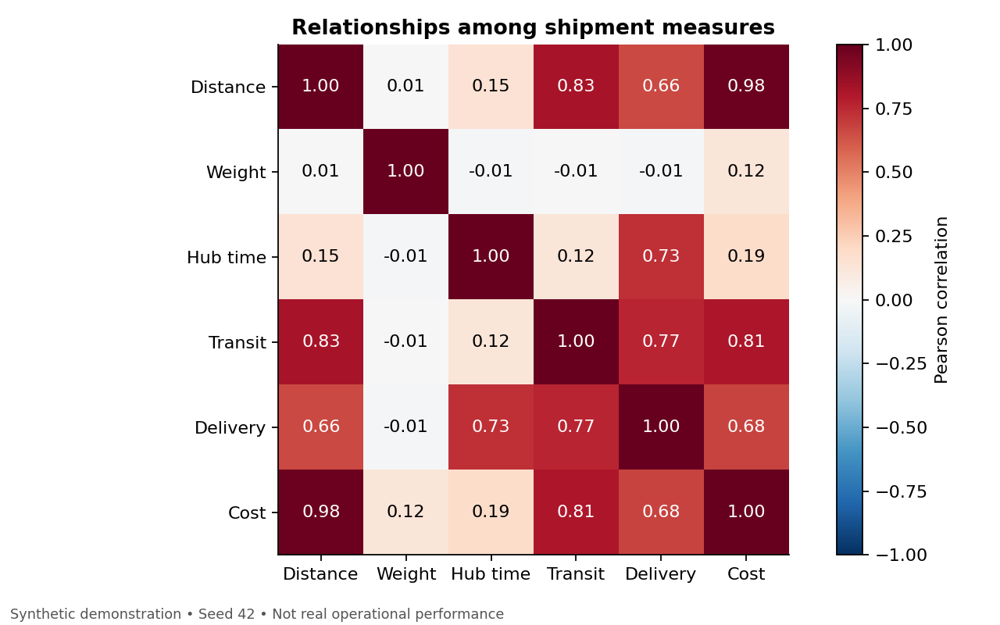 Relationships among shipment measures
Distance 1.00 0.01 0.15 0.83 0.66 0.98
Weight 0.01 1.00 -0.01 -0.01 -0.01 0.12
Hub time 0.15 -0.01 1.00 0.12 0.73 0.19
Transit 0.83 -0.01 0.12 1.00 0.77 0.81
Delivery 0.66 -0.01 0.73 0.77 1.00 0.68
Cost 0.98 0.12 0.19 0.81 0.68 1.00
Distance Weight Hub time Transit Delivery Cost
1.00
0.75
0.50
0.25
0.00
−0.25
−0.50
−0.75
−1.00
Pearson correlation
Synthetic demonstration • Seed 42 • Not real operational performance